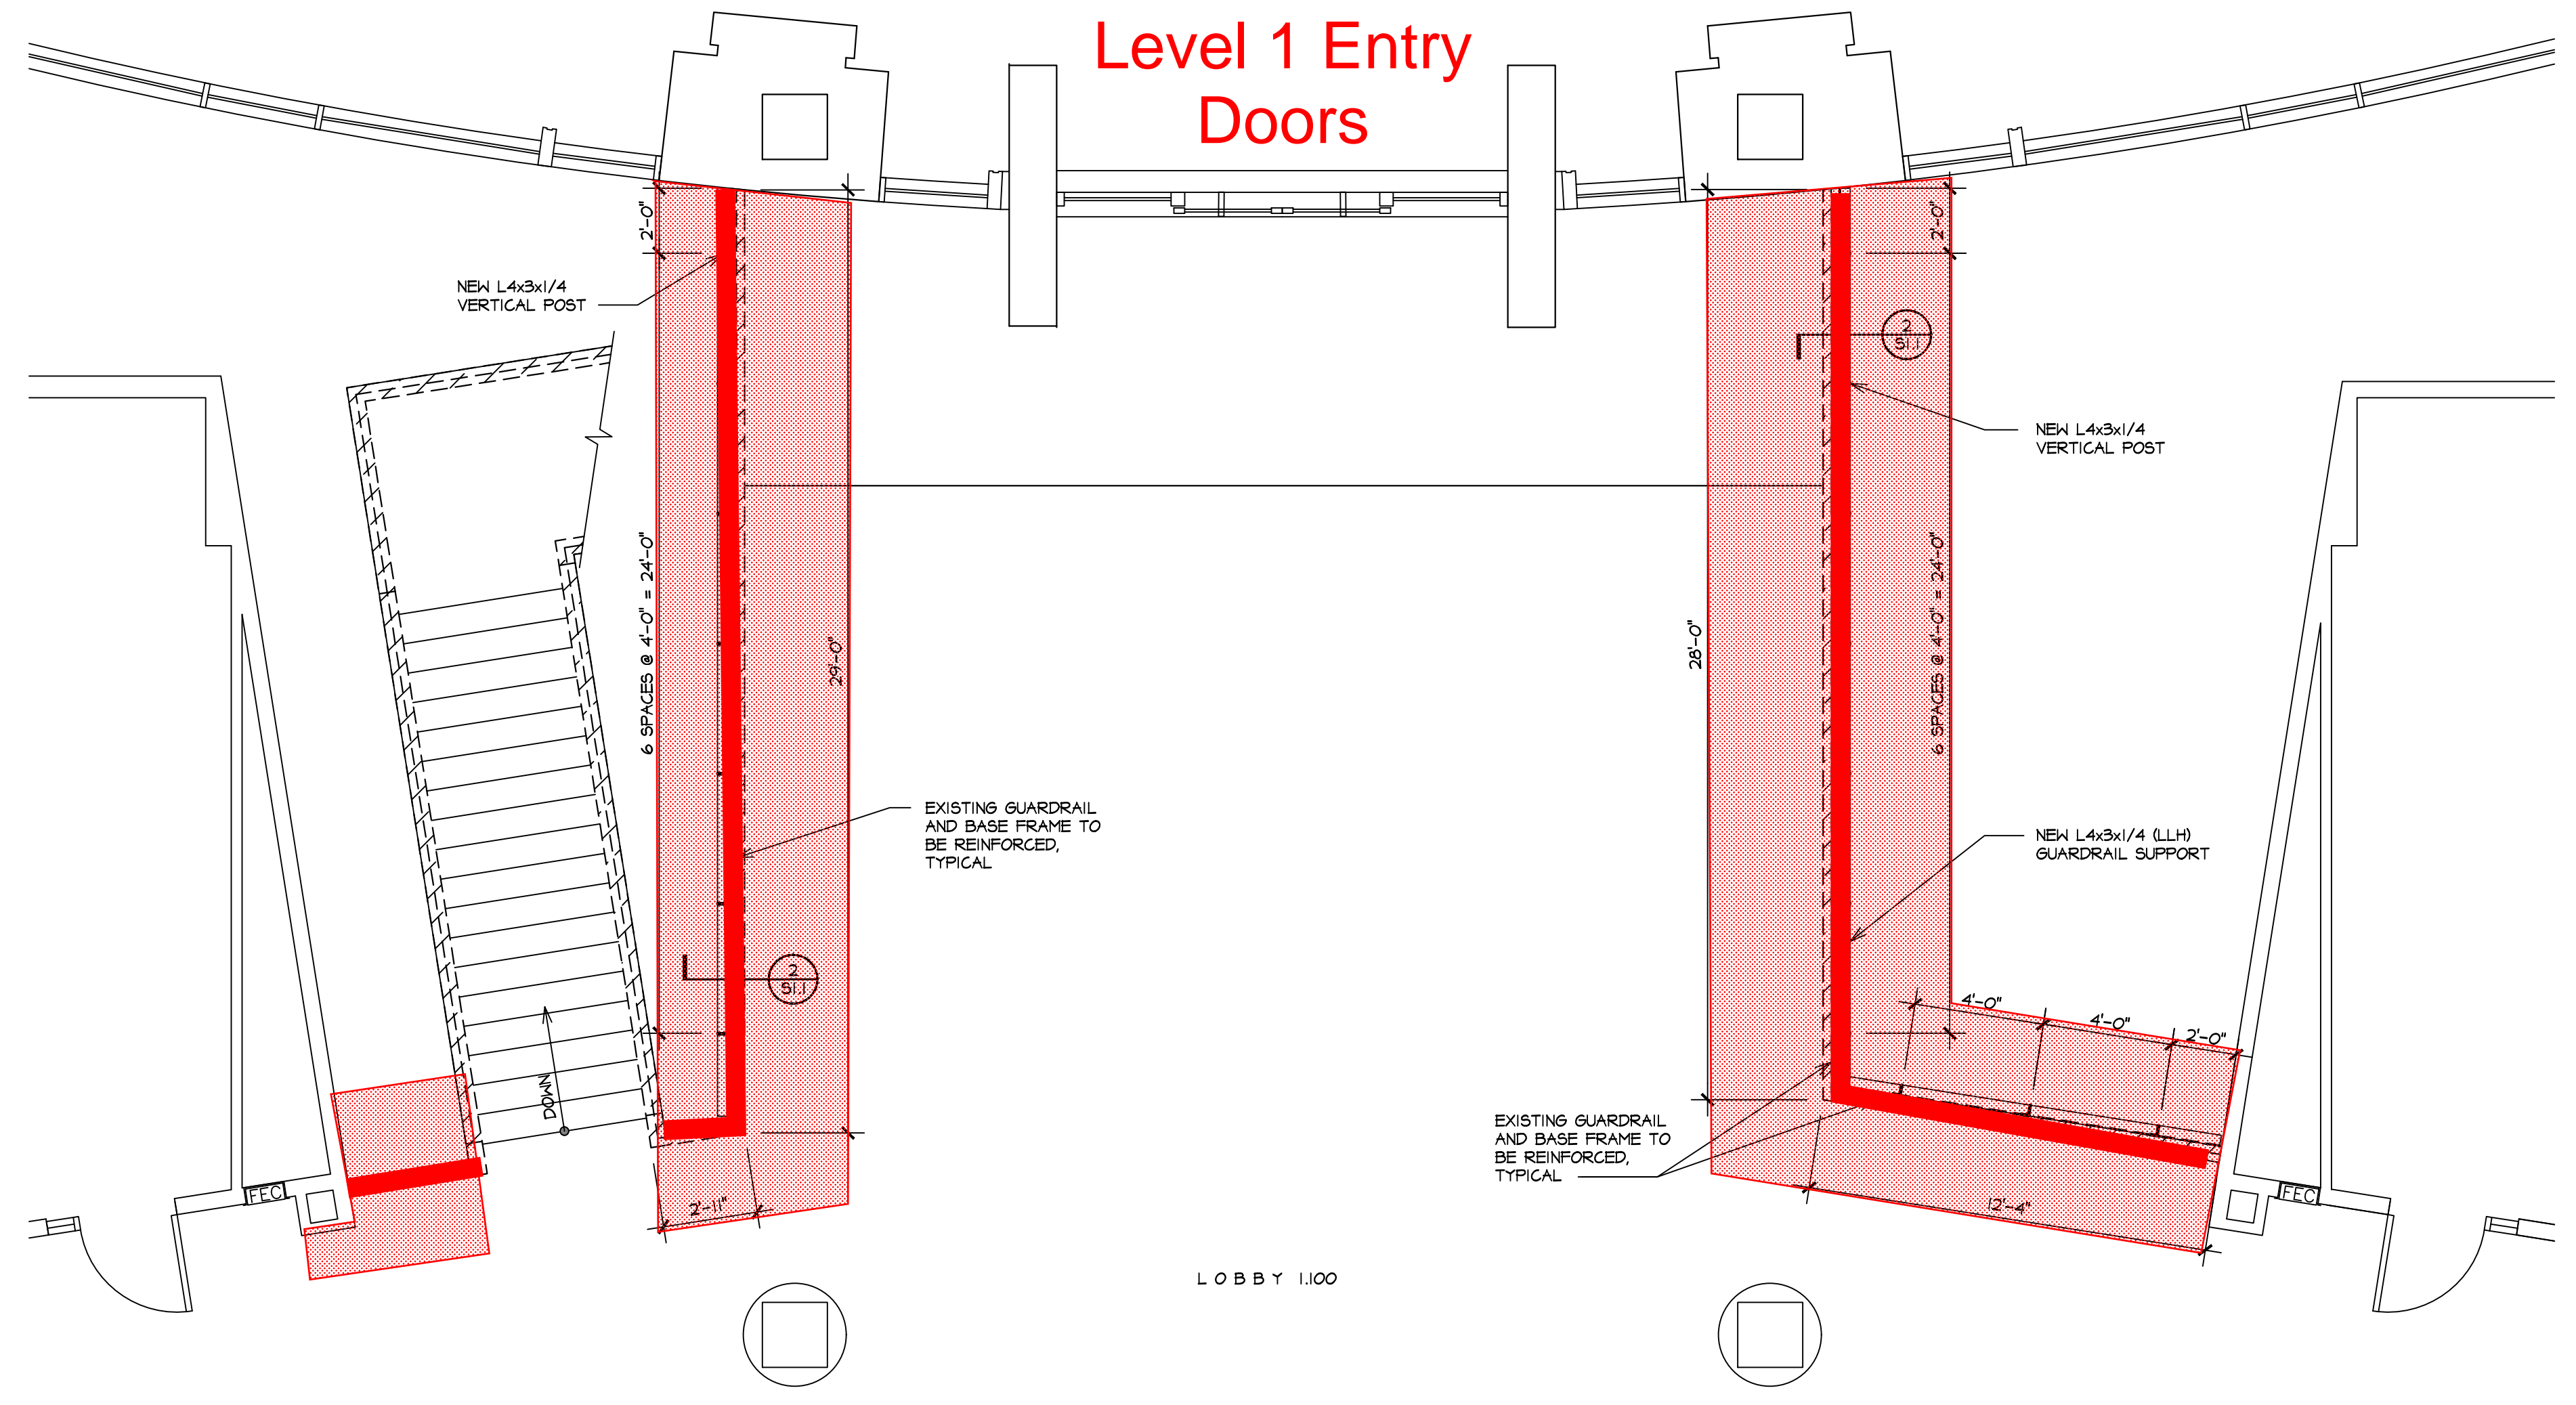 Level 1 Entry
Doors
2'-0"
2'-0"
NEW L4x3x1/4
VERTICAL POST
2
S1.1
NEW L4x3x1/4
VERTICAL POST
6 SPACES @ 4'-0" = 24'-0"
29'-0"
28'-0"
6 SPACES @ 4'-0" = 24'-0"
EXISTING GUARDRAIL
AND BASE FRAME TO
BE REINFORCED,
TYPICAL
NEW L4x3x1/4 (LLH)
GUARDRAIL SUPPORT
2
S1.1
4'-0"
4'-0"
2'-0"
DOWN
EXISTING GUARDRAIL
AND BASE FRAME TO
BE REINFORCED,
TYPICAL
FEC
FEC
2'-11"
12'-4"
LOBBY 1.100